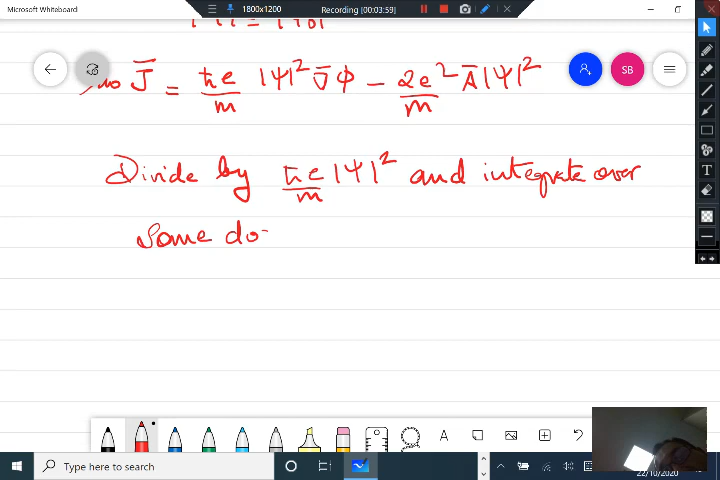 Microsoft Whiteboard
1800x1200
Recording [00:03:59]
J̅ = ħe/m |ψ|² J̅ φ − 2e²/m A̅|ψ|²
SB
Divide by ħe/m |ψ|² and integrate over
some do
Type here to search
22/10/2020